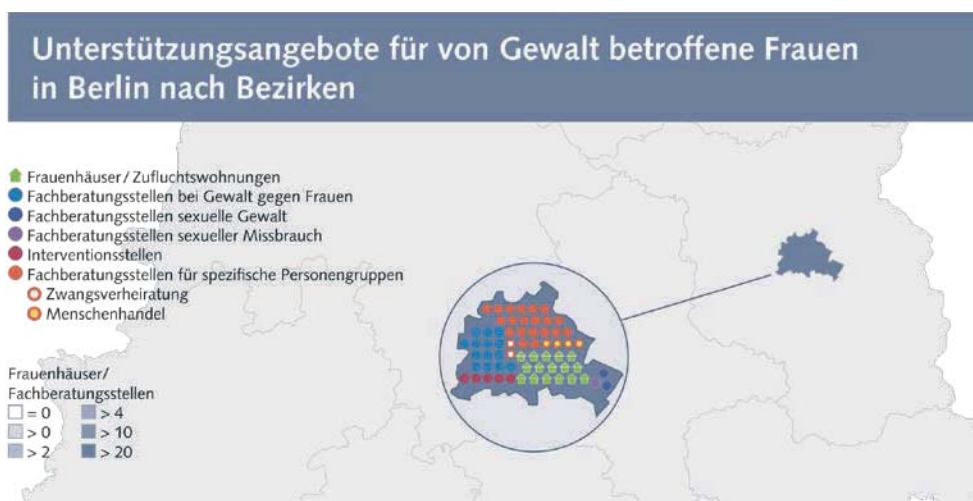 Unterstützungsangebote für von Gewalt betroffene Frauen
in Berlin nach Bezirken
Frauenhäuser / Zufluchtswohnungen
Fachberatungsstellen bei Gewalt gegen Frauen
Fachberatungsstellen sexuelle Gewalt
Fachberatungsstellen sexueller Missbrauch
Interventionsstellen
Fachberatungsstellen für spezifische Personengruppen
Zwangsverheiratung
Menschenhandel
Frauenhäuser/
Fachberatungsstellen
= 0 > 4
> 0 > 10
> 2 > 20